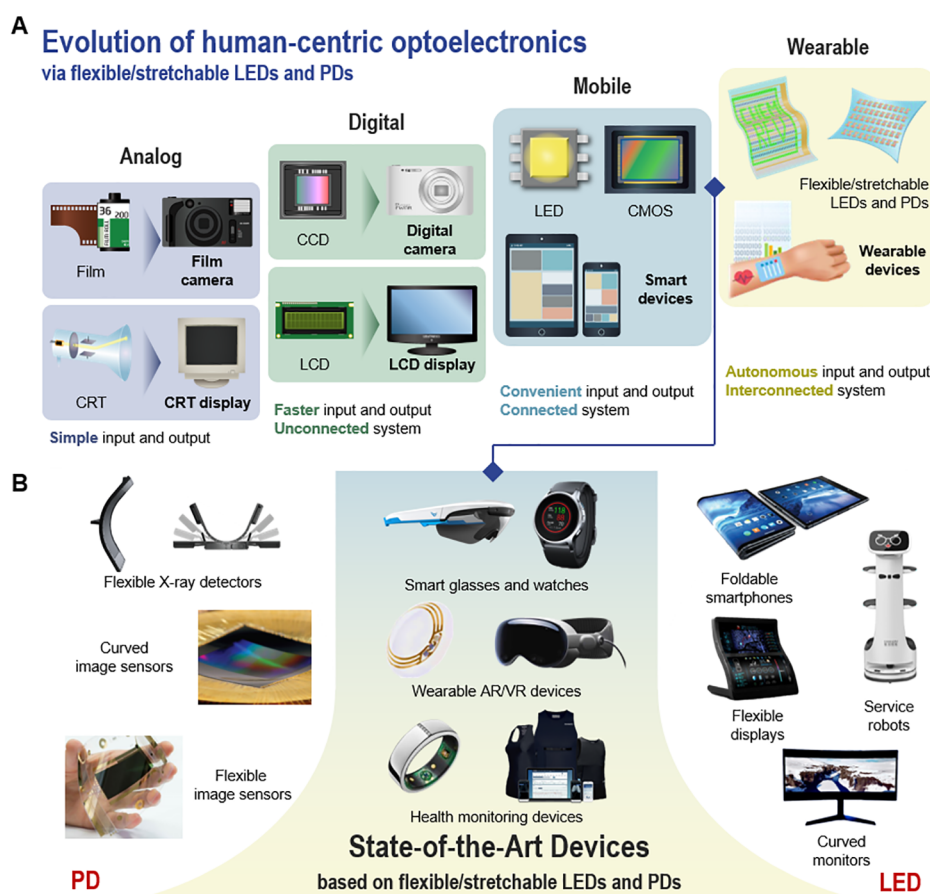 A
Evolution of human-centric optoelectronics
via flexible/stretchable LEDs and PDs
Analog
36
200
Film
Film
camera
CRT
CRT display
Simple input and output
Digital
CCD
Digital
camera
LCD
LCD display
Faster input and output
Unconnected system
Mobile
LED
CMOS
Smart
devices
Convenient input and output
Connected system
Wearable
Flexible/stretchable
LEDs and PDs
Wearable
devices
Autonomous input and output
Interconnected system
B
Flexible X-ray detectors
Curved
image sensors
Flexible
image sensors
PD
Smart glasses and watches
Wearable AR/VR devices
Health monitoring devices
State-of-the-Art Devices
based on flexible/stretchable LEDs and PDs
Foldable
smartphones
Flexible
displays
Service
robots
Curved
monitors
LED